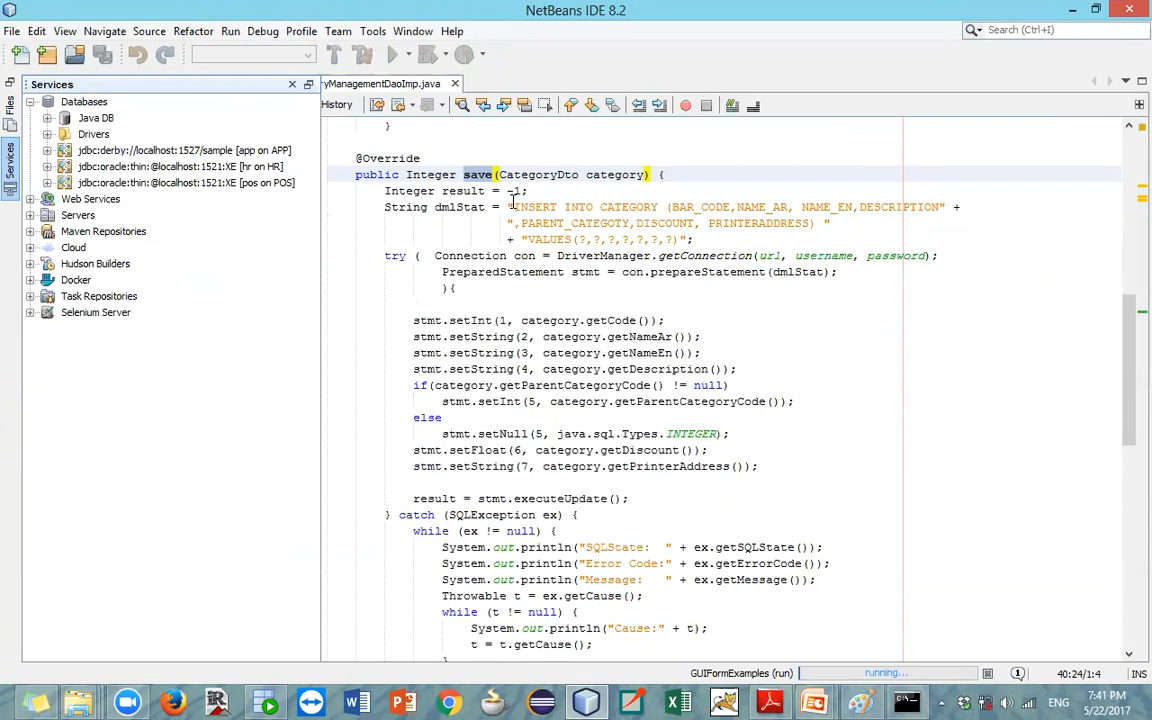 NetBeans IDE 8.2
File Edit View Navigate Source Refactor Run Debug Profile Team Tools Window Help
Search (Ctrl+I)
Services
ryManagementDaoImp.java
History
Files
Services
Databases
Java DB
Drivers
jdbc:derby://localhost:1527/sample [app on APP]
jdbc:oracle:thin:@localhost:1521:XE [hr on HR]
jdbc:oracle:thin:@localhost:1521:XE [pos on POS]
Web Services
Servers
Maven Repositories
Cloud
Hudson Builders
Docker
Task Repositories
Selenium Server
}
@Override
public Integer save(CategoryDto category) {
Integer result = -1;
String dmlStat = "INSERT INTO CATEGORY (BAR_CODE,NAME_AR, NAME_EN,DESCRIPTION" +
",PARENT_CATEGOTY,DISCOUNT, PRINTERADDRESS) "
+ "VALUES(?,?,?,?,?,?,?)";
try (  Connection con = DriverManager.getConnection(url, username, password);
PreparedStatement stmt = con.prepareStatement(dmlStat);
){
stmt.setInt(1, category.getCode());
stmt.setString(2, category.getNameAr());
stmt.setString(3, category.getNameEn());
stmt.setString(4, category.getDescription());
if(category.getParentCategoryCode() != null)
stmt.setInt(5, category.getParentCategoryCode());
else
stmt.setNull(5, java.sql.Types.INTEGER);
stmt.setFloat(6, category.getDiscount());
stmt.setString(7, category.getPrinterAddress());
result = stmt.executeUpdate();
} catch (SQLException ex) {
while (ex != null) {
System.out.println("SQLState:  " + ex.getSQLState());
System.out.println("Error Code:" + ex.getErrorCode());
System.out.println("Message:   " + ex.getMessage());
Throwable t = ex.getCause();
while (t != null) {
System.out.println("Cause:" + t);
t = t.getCause();
GUIFormExamples (run)
running...
1
40:24/1:4
INS
ENG
7:41 PM
5/22/2017